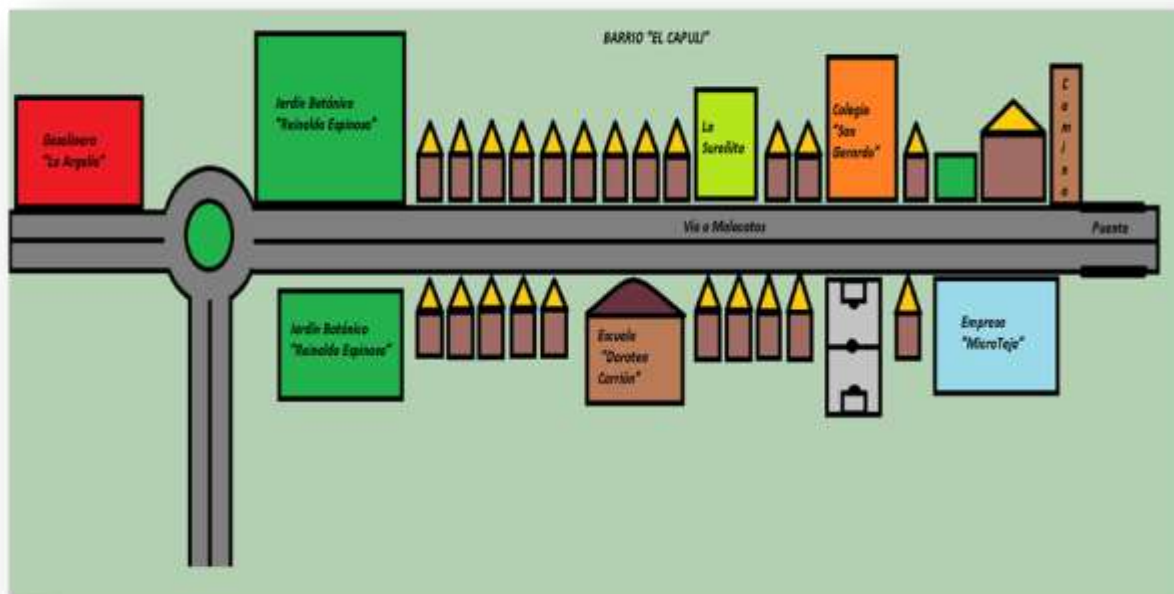 BARRIO "EL CAPULI"
Gasolinera
"La Argelia"
Jardín Botánico
"Reinaldo Espinosa"
La
Sureñita
Colegio
"San
Gerardo"
Camino
Vía a Malacatos
Puente
Jardín Botánico
"Reinaldo Espinosa"
Escuela
"Dorotea
Carrión"
Empresa
"MicroTeja"